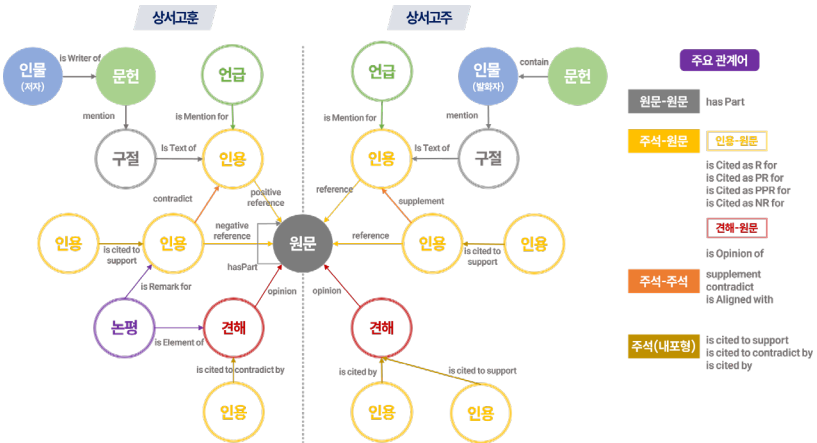 상서고훈
상서고주
인물
(저자)
is Writer of
문헌
언급
언급
인물
(발화자)
contain
문헌
주요 관계어
mention
is Mention for
is Mention for
mention
원문-원문
has Part
구절
Is Text of
인용
인용
Is Text of
구절
주석-원문
인용-원문
is Cited as R for
is Cited as PR for
is Cited as PPR for
is Cited as NR for
contradict
positive
reference
reference
supplement
인용
is cited to
support
인용
negative
reference
hasPart
원문
reference
인용
is cited to
support
인용
견해-원문
is Opinion of
is Remark for
opinion
opinion
주석-주석
supplement
contradict
is Aligned with
논평
is Element of
견해
견해
주석(내포형)
is cited to support
is cited to contradict by
is cited by
is cited to contradict by
is cited by
is cited to support
인용
인용
인용